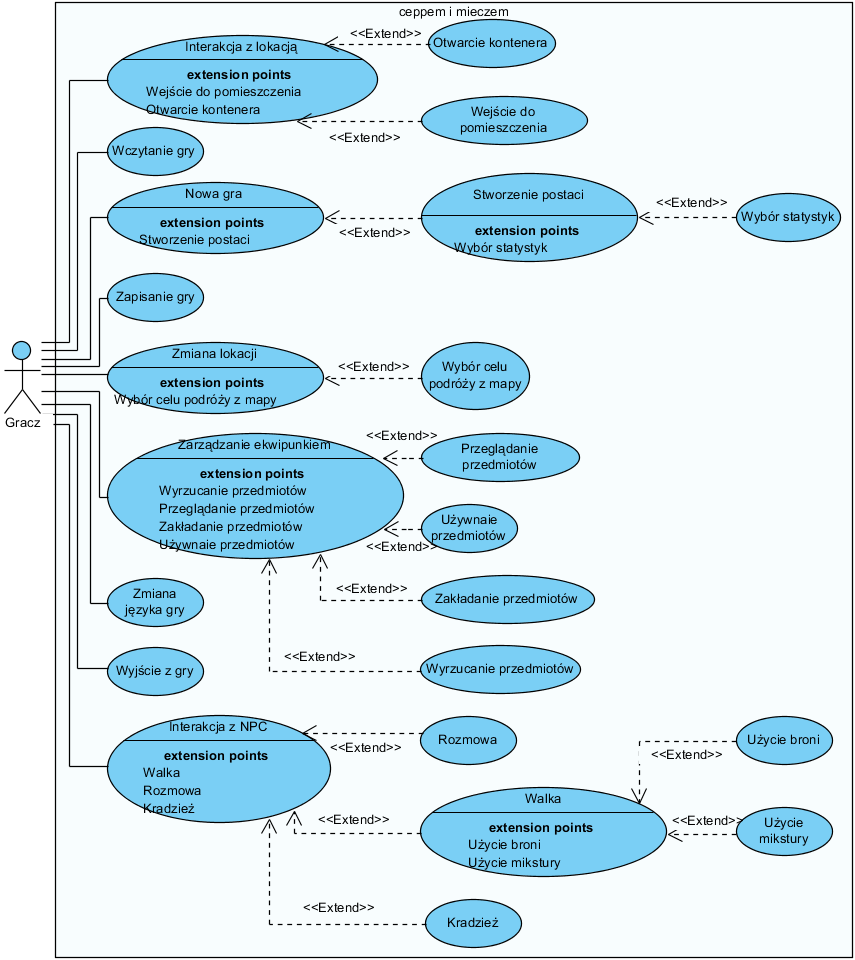 ceppem i mieczem
Interakcja z lokacją
extension points
Wejście do pomieszczenia
Otwarcie kontenera
<<Extend>>
Otwarcie kontenera
<<Extend>>
Wejście do
pomieszczenia
Wczytanie gry
Nowa gra
extension points
Stworzenie postaci
<<Extend>>
Stworzenie postaci
extension points
Wybór statystyk
<<Extend>>
Wybór statystyk
Zapisanie gry
Gracz
Zmiana lokacji
extension points
Wybór celu podróży z mapy
<<Extend>>
Wybór celu
podróży z mapy
Zarządzanie ekwipunkiem
extension points
Wyrzucanie przedmiotów
Przeglądanie przedmiotów
Zakładanie przedmiotów
Używnaie przedmiotów
<<Extend>>
Przeglądanie
przedmiotów
<<Extend>>
Używnaie
przedmiotów
<<Extend>>
Zakładanie przedmiotów
<<Extend>>
Wyrzucanie przedmiotów
Zmiana
języka gry
Wyjście z gry
Interakcja z NPC
extension points
Walka
Rozmowa
Kradzież
<<Extend>>
Rozmowa
<<Extend>>
Walka
extension points
Użycie broni
Użycie mikstury
<<Extend>>
Użycie broni
<<Extend>>
Użycie
mikstury
<<Extend>>
Kradzież